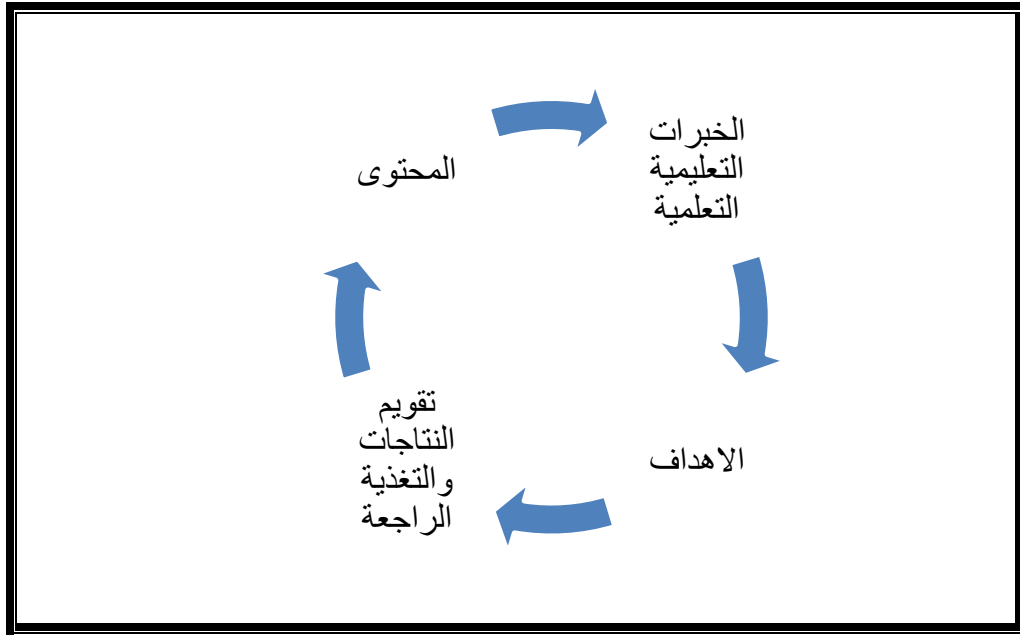 الخبرات
التعليمية
التعلمية
المحتوى
الاهداف
تقويم
النتاجات
والتغذية
الراجعة